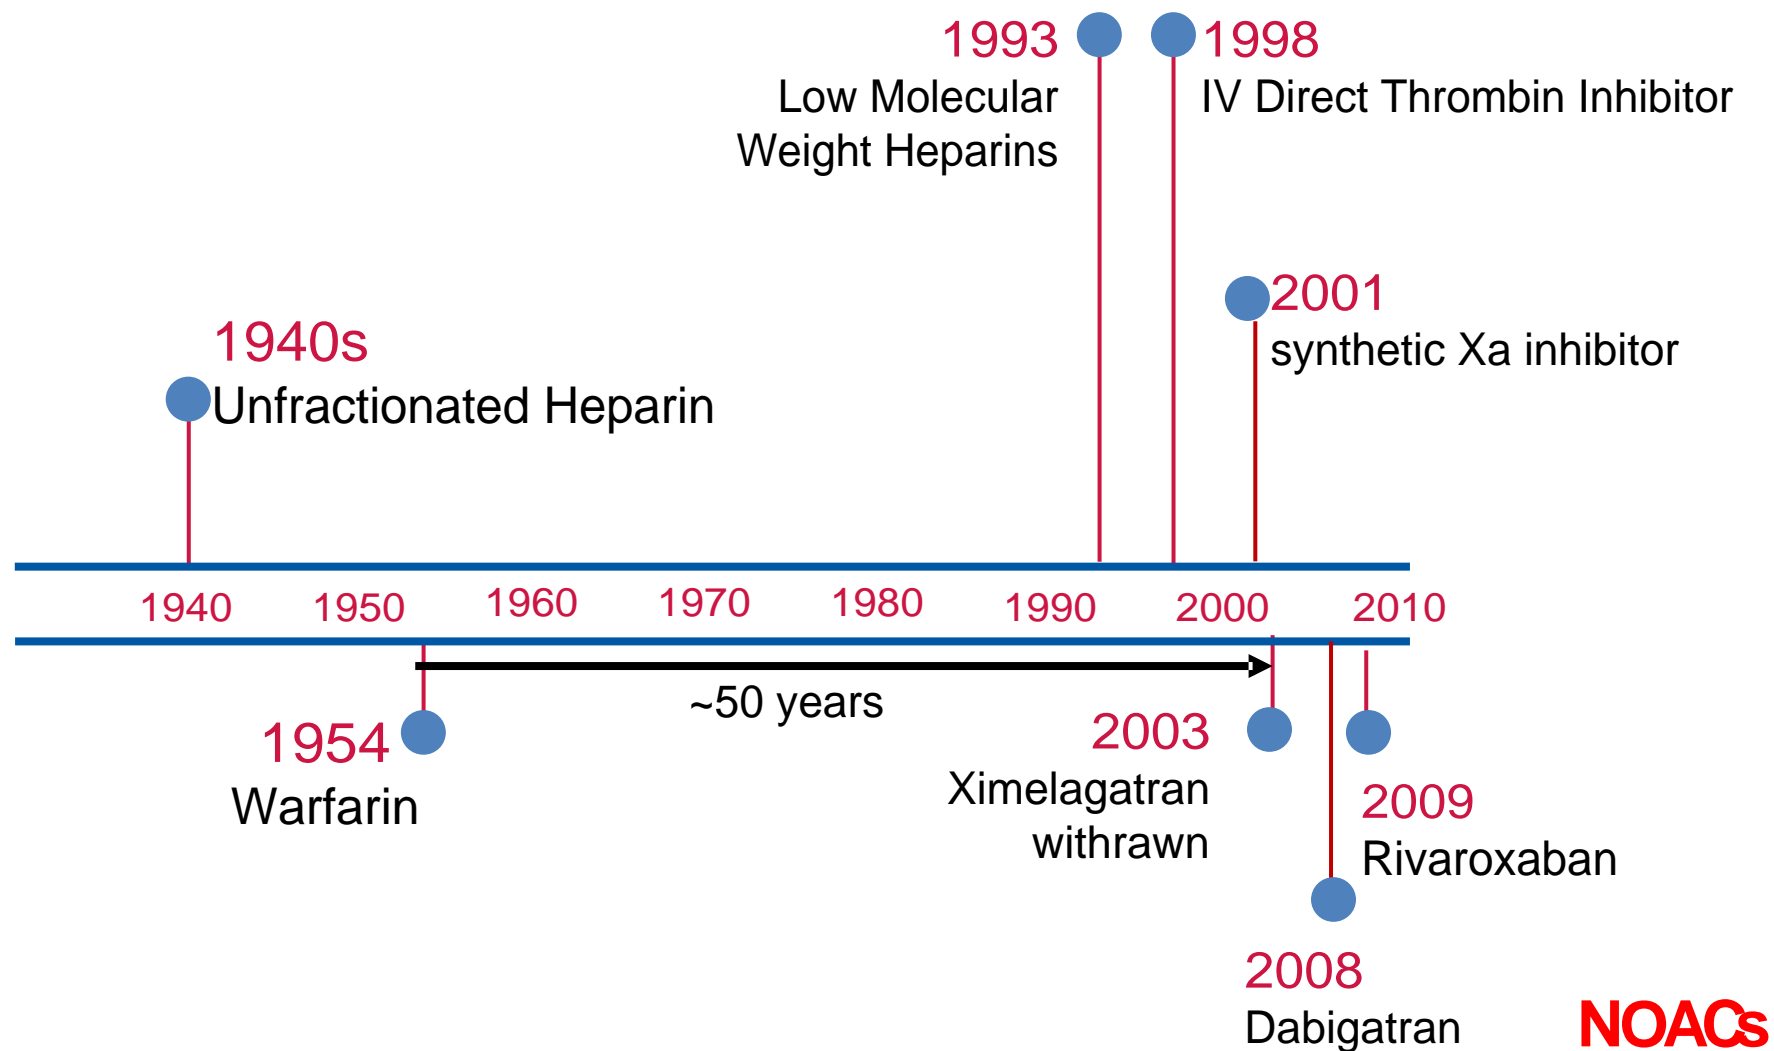 1993
Low Molecular
Weight Heparins
1998
IV Direct Thrombin Inhibitor
2001
synthetic Xa inhibitor
1940s
Unfractionated Heparin
1940 1950 1960 1970 1980 1990 2000 2010
~50 years
1954
Warfarin
2003
Ximelagatran
withrawn
2009
Rivaroxaban
2008
Dabigatran
NOACs